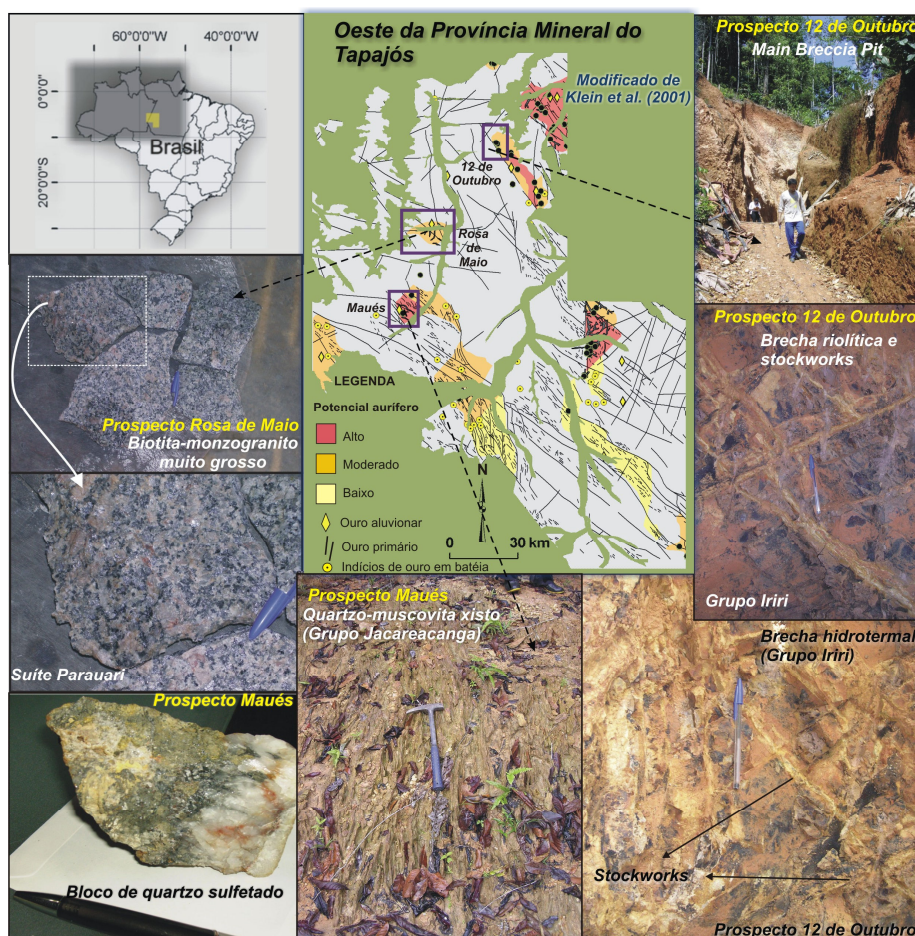 60°0'0"W
40°0'0"W
0°0'0"
20°0'0"S
Brasil
Oeste da Província Mineral do
Tapajós
Modificado de
Klein et al. (2001)
12 de
Outubro
Rosa
de
Maio
Maués
LEGENDA
Potencial aurífero
Alto
Moderado
Baixo
Ouro aluvionar
Ouro primário
Indícios de ouro em batéia
N
0
30 km
Prospecto 12 de Outubro
Main Breccia Pit
Prospecto 12 de Outubro
Brecha riolítica e
stockworks
Grupo Iriri
Prospecto Rosa de Maio
Biotita-monzogranito
muito grosso
Suíte Parauari
Prospecto Maués
Bloco de quartzo sulfetado
Prospecto Maués
Quartzo-muscovita xisto
(Grupo Jacareacanga)
Brecha hidrotermal
(Grupo Iriri)
Stockworks
Prospecto 12 de Outubro